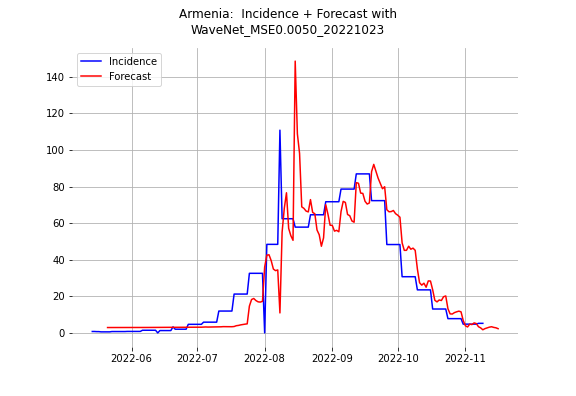 Armenia:  Incidence + Forecast with
WaveNet_MSE0.0050_20221023
Incidence
Forecast
140
120
100
80
60
40
20
0
2022-06 2022-07 2022-08 2022-09 2022-10 2022-11